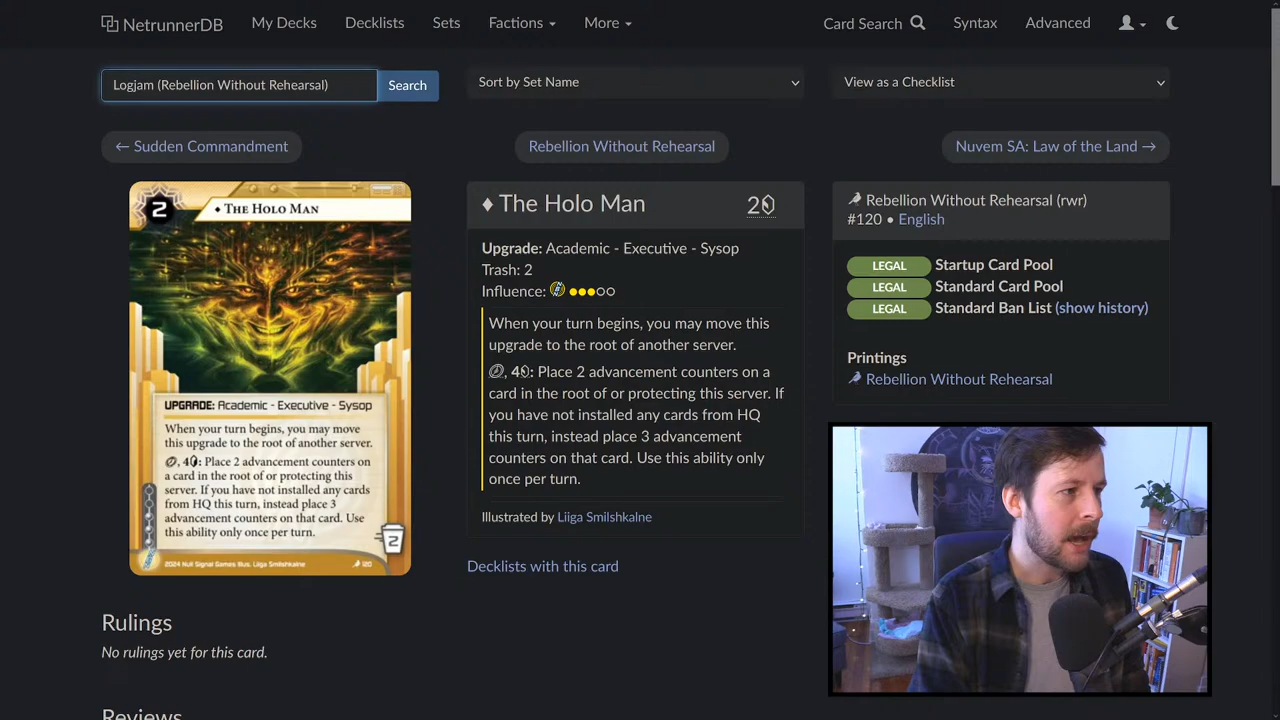 NetrunnerDB My Decks Decklists Sets Factions More Card Search Syntax Advanced
Logjam (Rebellion Without Rehearsal) Search Sort by Set Name View as a Checklist
← Sudden Commandment Rebellion Without Rehearsal Nuvem SA: Law of the Land →
2 ♦ The Holo Man
UPGRADE: Academic - Executive - Sysop
When your turn begins, you may move
this upgrade to the root of another server.
, 4: Place 2 advancement counters on
a card in the root of or protecting this
server. If you have not installed any cards
from HQ this turn, instead place 3
advancement counters on that card. Use
this ability only once per turn.
2
2024 Null Signal Games Illus. Liiga Smilshkalne 120
♦ The Holo Man 2
Upgrade: Academic - Executive - Sysop
Trash: 2
Influence: ●●●○○
When your turn begins, you may move this
upgrade to the root of another server.
, 4: Place 2 advancement counters on a
card in the root of or protecting this server. If
you have not installed any cards from HQ
this turn, instead place 3 advancement
counters on that card. Use this ability only
once per turn.
Illustrated by Liiga Smilshkalne
Decklists with this card
Rebellion Without Rehearsal (rwr)
#120 • English
LEGAL Startup Card Pool
LEGAL Standard Card Pool
LEGAL Standard Ban List (show history)
Printings
Rebellion Without Rehearsal
Rulings
No rulings yet for this card.
Reviews